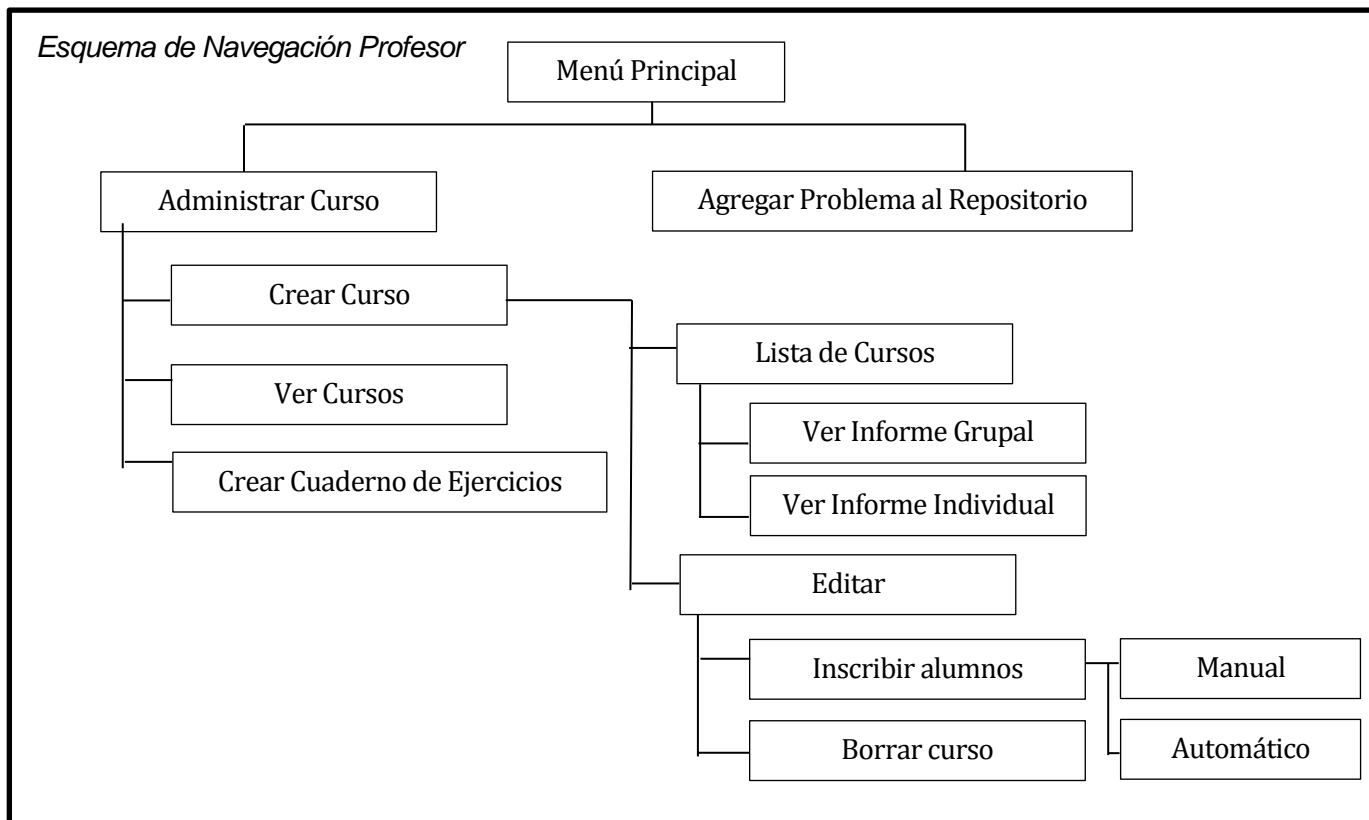 Esquema de Navegación Profesor
Menú Principal
Administrar Curso
Agregar Problema al Repositorio
Crear Curso
Lista de Cursos
Ver Cursos
Ver Informe Grupal
Crear Cuaderno de Ejercicios
Ver Informe Individual
Editar
Inscribir alumnos
Manual
Borrar curso
Automático